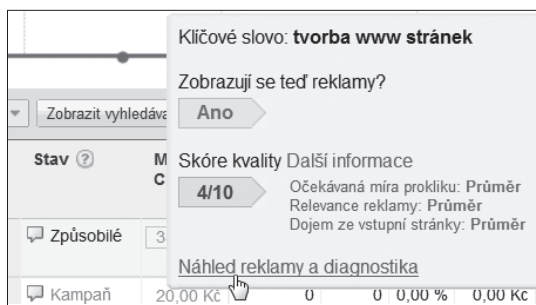 Klíčové slovo: tvorba www stránek
Zobrazují se teď reklamy?
Ano
Zobrazit
Stav ?
M
C
Skóre kvality Další informace
4/10
Očekávaná míra prokliku: Průměr
Relevance reklamy: Průměr
Dojem ze vstupní stránky: Průměr
Způsobilé
3
Náhled reklamy a diagnostika
Kampaň 20,00 Kč 0 0 0,00 % 0,00 Kč